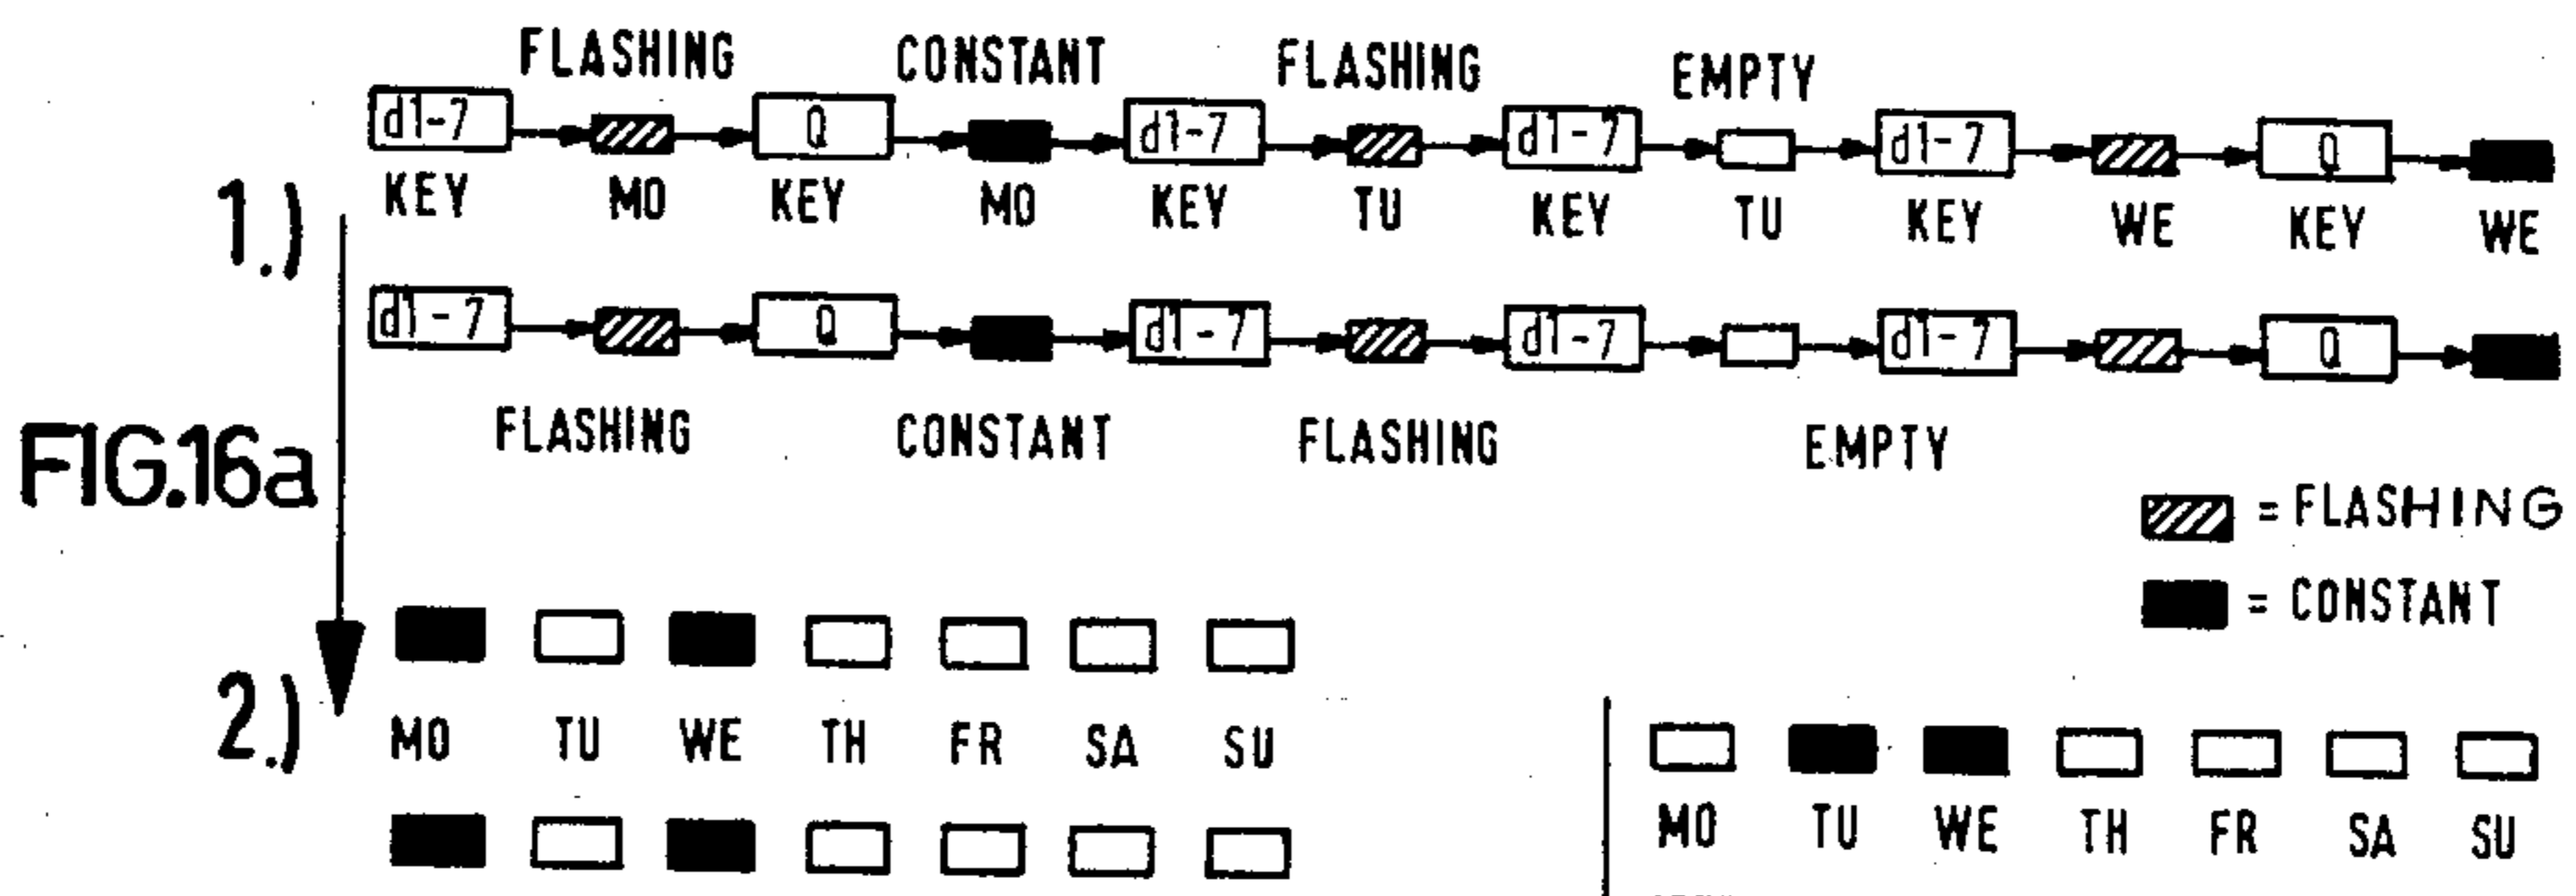 FLASHING CONSTANT FLASHING EMPTY
d1-7 Q d1-7 d1-7 d1-7 Q
1.) KEY MO KEY MO KEY TU KEY TU KEY WE KEY WE
d1-7 Q d1-7 d1-7 d1-7 Q
FLASHING CONSTANT FLASHING EMPTY
FIG.16a
= FLASHING
= CONSTANT
2.) MO TU WE TH FR SA SU
MO TU WE TH FR SA SU